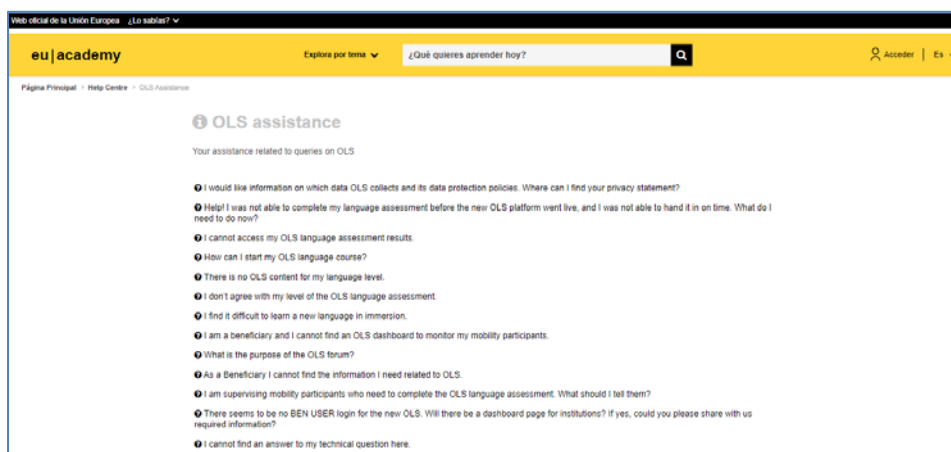 Web oficial de la Unión Europea ¿Lo sabías?
eu|academy Explora por tema ¿Qué quieres aprender hoy? Acceder | Es
Página Principal > Help Centre > OLS Assistance
OLS assistance
Your assistance related to queries on OLS
I would like information on which data OLS collects and its data protection policies. Where can I find your privacy statement?
Help! I was not able to complete my language assessment before the new OLS platform went live, and I was not able to hand it in on time. What do I
need to do now?
I cannot access my OLS language assessment results.
How can I start my OLS language course?
There is no OLS content for my language level.
I don't agree with my level of the OLS language assessment.
I find it difficult to learn a new language in immersion.
I am a beneficiary and I cannot find an OLS dashboard to monitor my mobility participants.
What is the purpose of the OLS forum?
As a Beneficiary I cannot find the information I need related to OLS.
I am supervising mobility participants who need to complete the OLS language assessment. What should I tell them?
There seems to be no BEN USER login for the new OLS. Will there be a dashboard page for institutions? If yes, could you please share with us
required information?
I cannot find an answer to my technical question here.